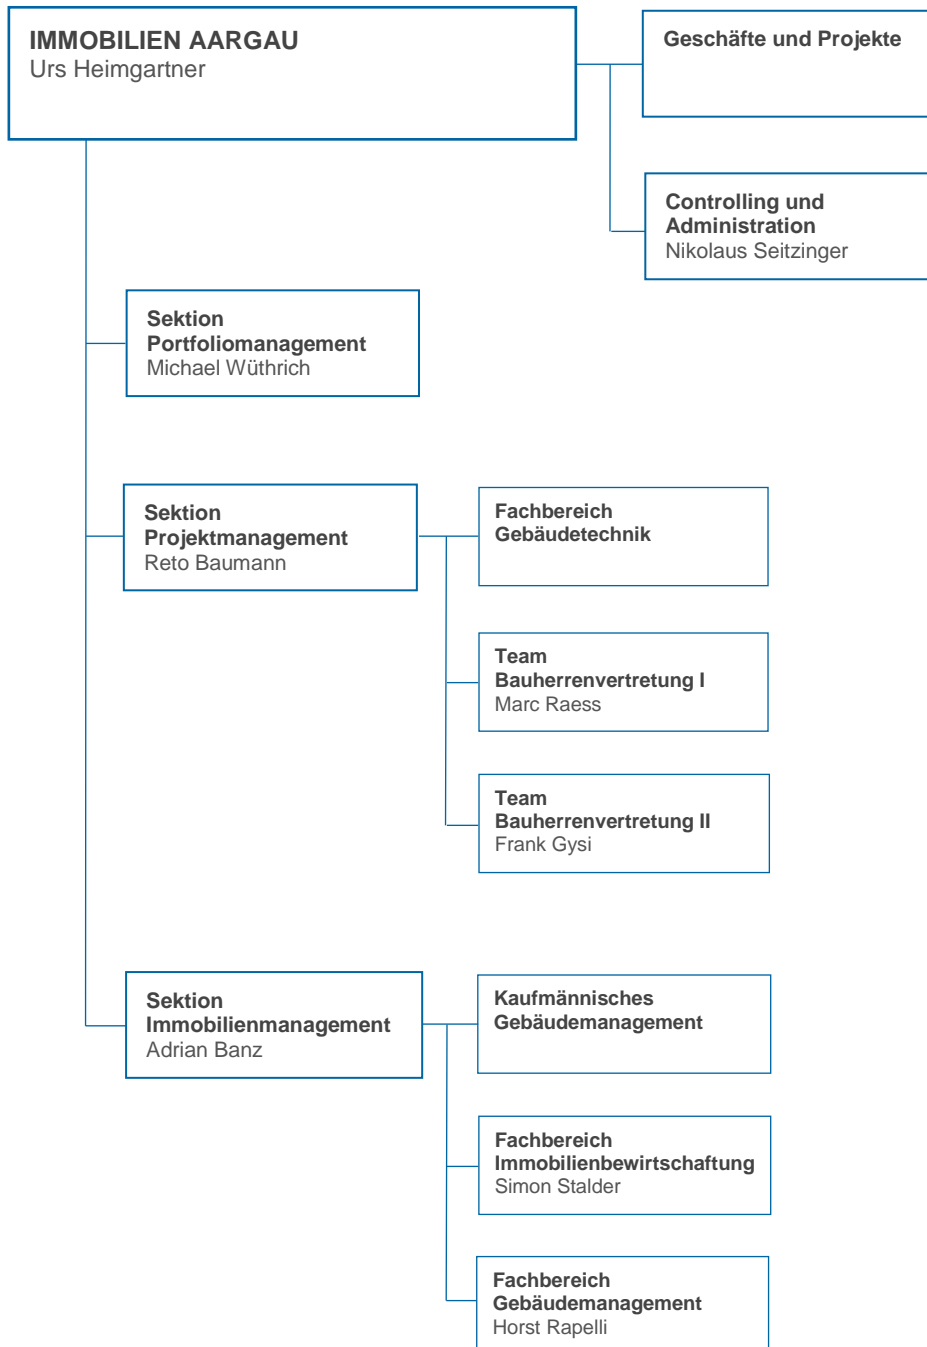 IMMOBILIEN AARGAU
Urs Heimgartner
Geschäfte und Projekte
Controlling und
Administration
Nikolaus Seitzinger
Sektion
Portfoliomanagement
Michael Wüthrich
Sektion
Projektmanagement
Reto Baumann
Fachbereich
Gebäudetechnik
Team
Bauherrenvertretung I
Marc Raess
Team
Bauherrenvertretung II
Frank Gysi
Sektion
Immobilienmanagement
Adrian Banz
Kaufmännisches
Gebäudemanagement
Fachbereich
Immobilienbewirtschaftung
Simon Stalder
Fachbereich
Gebäudemanagement
Horst Rapelli